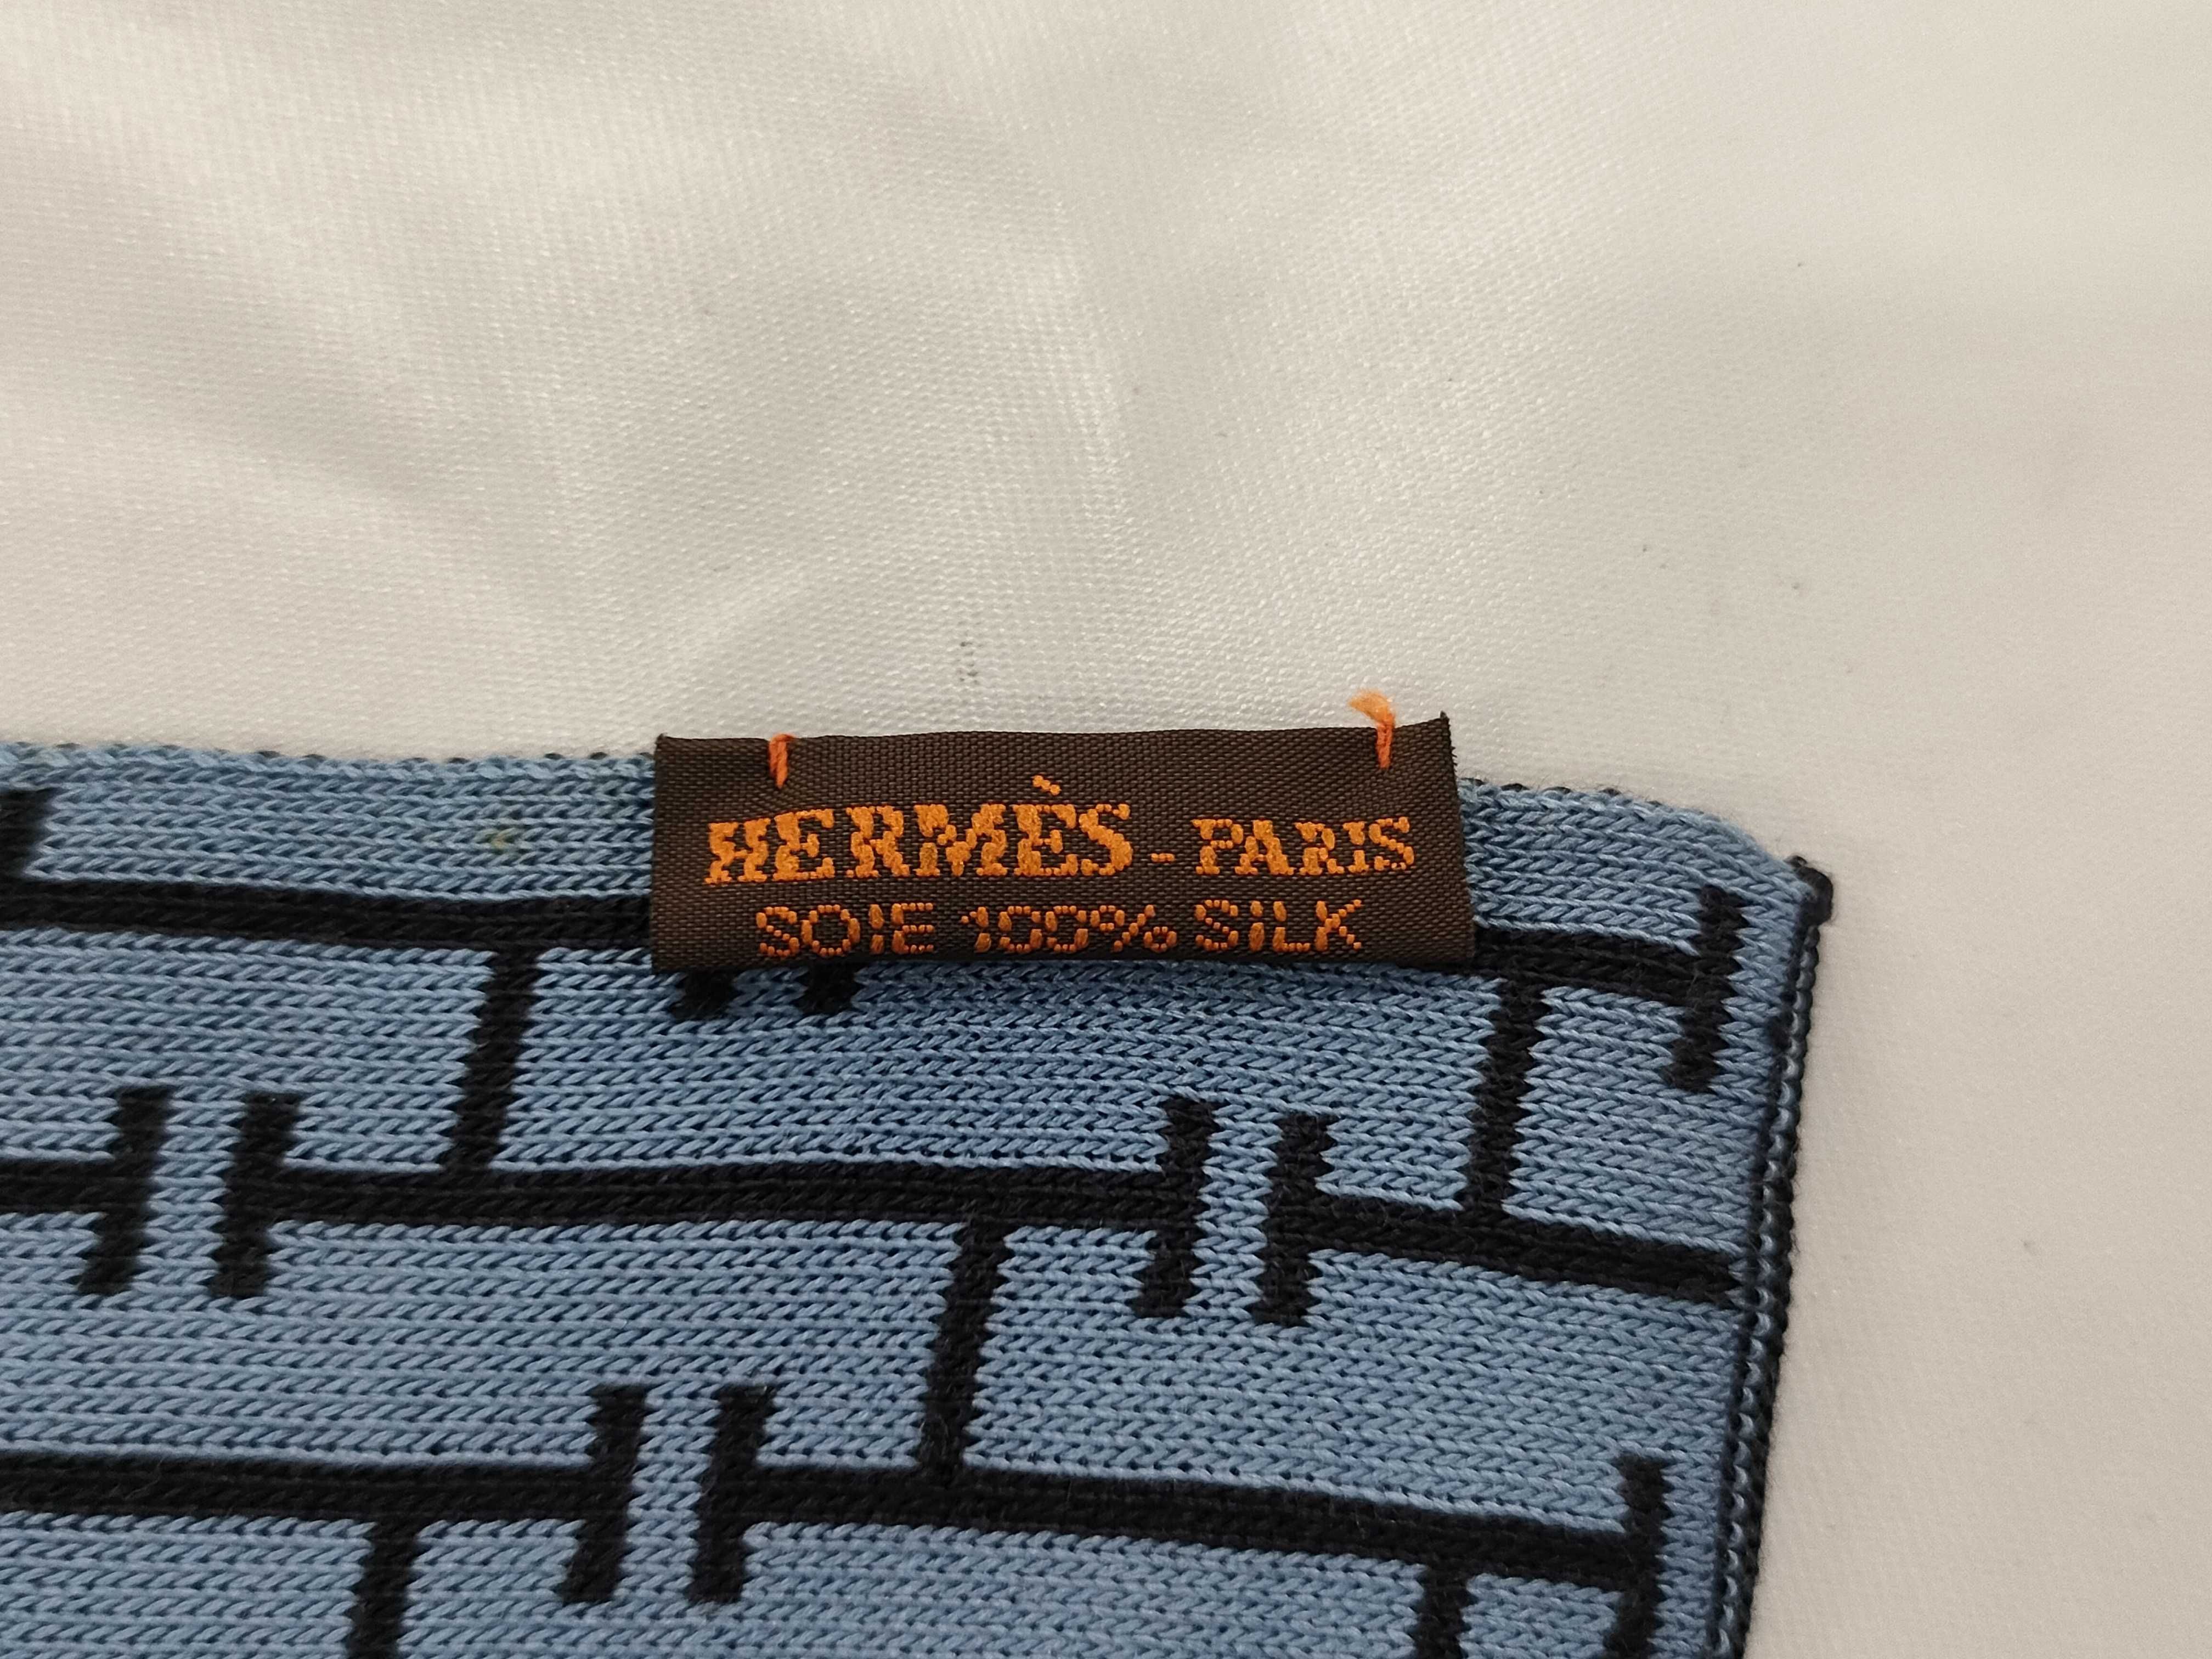 HERMÈS - PARIS
SOIE 100% SILK